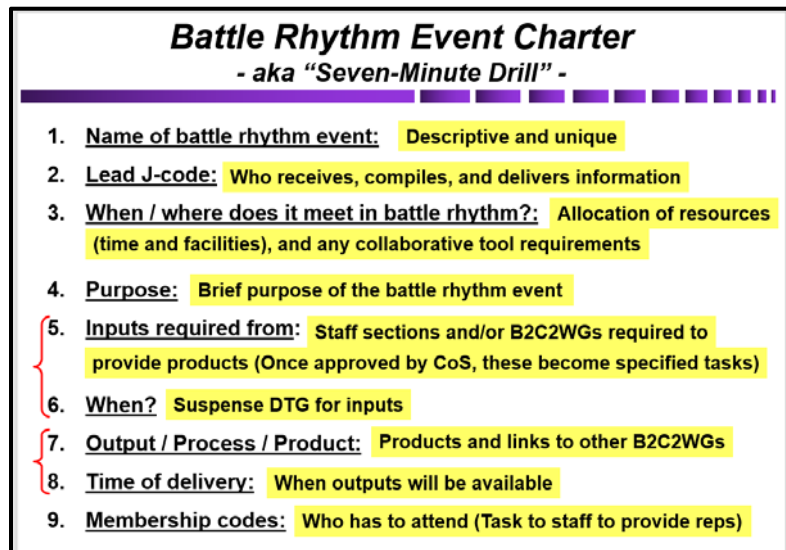 Battle Rhythm Event Charter
- aka “Seven-Minute Drill” -
1. Name of battle rhythm event: Descriptive and unique
2. Lead J-code: Who receives, compiles, and delivers information
3. When / where does it meet in battle rhythm?: Allocation of resources
(time and facilities), and any collaborative tool requirements
4. Purpose: Brief purpose of the battle rhythm event
5. Inputs required from: Staff sections and/or B2C2WGs required to
provide products (Once approved by CoS, these become specified tasks)
6. When? Suspense DTG for inputs
7. Output / Process / Product: Products and links to other B2C2WGs
8. Time of delivery: When outputs will be available
9. Membership codes: Who has to attend (Task to staff to provide reps)